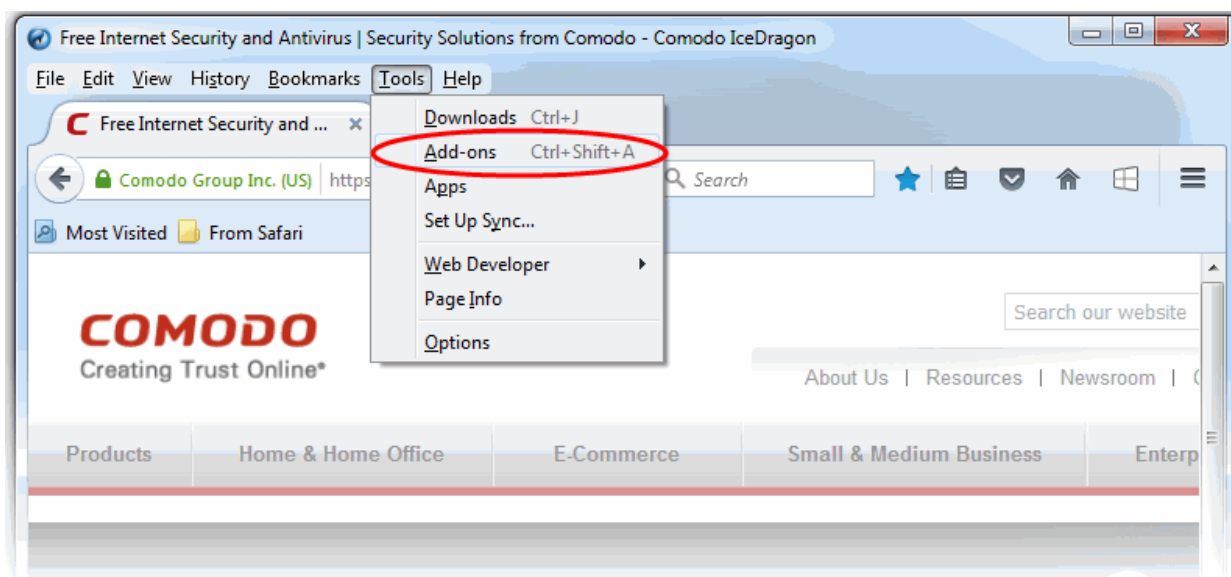 Free Internet Security and Antivirus | Security Solutions from Comodo - Comodo IceDragon
File Edit View History Bookmarks Tools Help
Free Internet Security and ...
Downloads Ctrl+J
Add-ons Ctrl+Shift+A
Comodo Group Inc. (US) https
Search
Apps
Set Up Sync...
Most Visited From Safari
Web Developer
Page Info
Options
Search our website
COMODO
Creating Trust Online®
About Us | Resources | Newsroom |
Products Home & Home Office E-Commerce Small & Medium Business Enterp